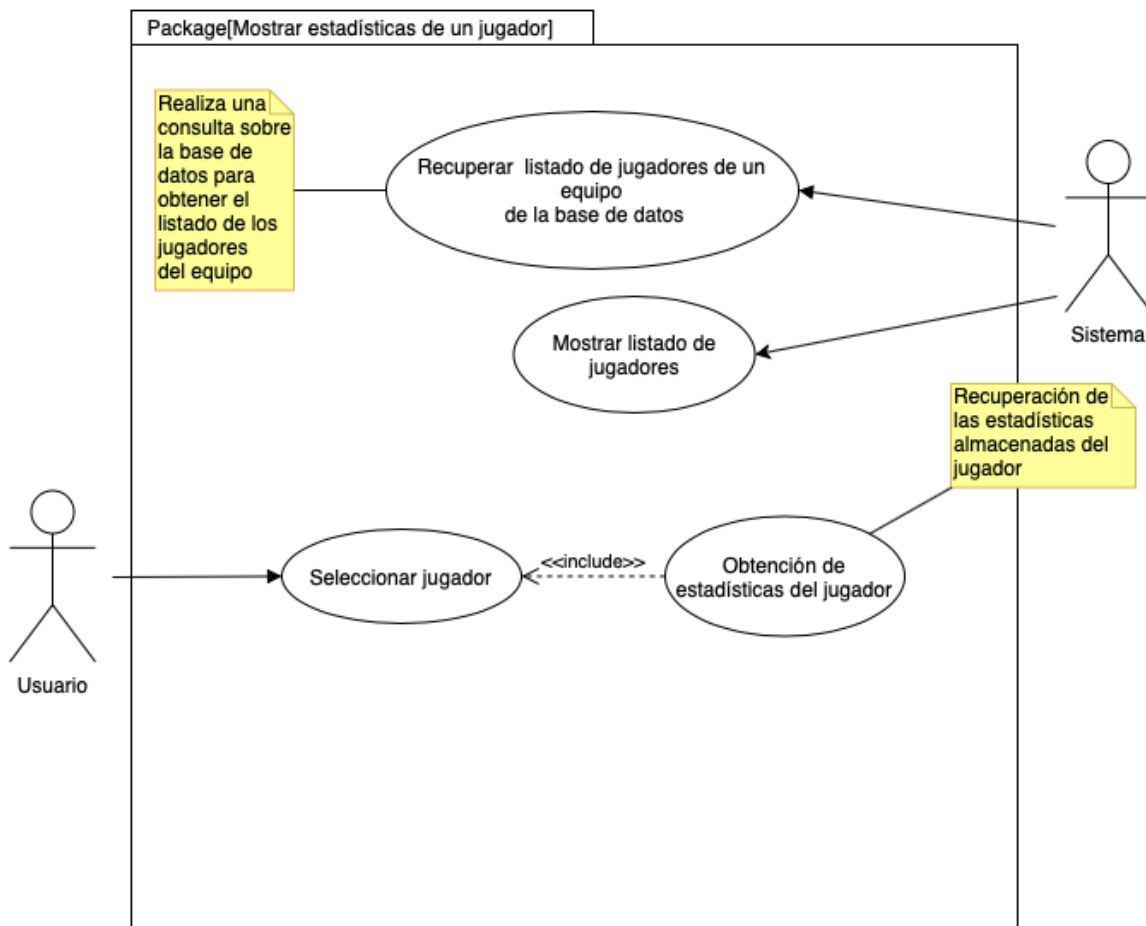 Package[Mostrar estadísticas de un jugador]
Realiza una
consulta sobre
la base de
datos para
obtener el
listado de los
jugadores
del equipo
Recuperar listado de jugadores de un
equipo
de la base de datos
Sistema
Mostrar listado de
jugadores
Recuperación de
las estadísticas
almacenadas del
jugador
Usuario
Seleccionar jugador
<<include>>
Obtención de
estadísticas del jugador